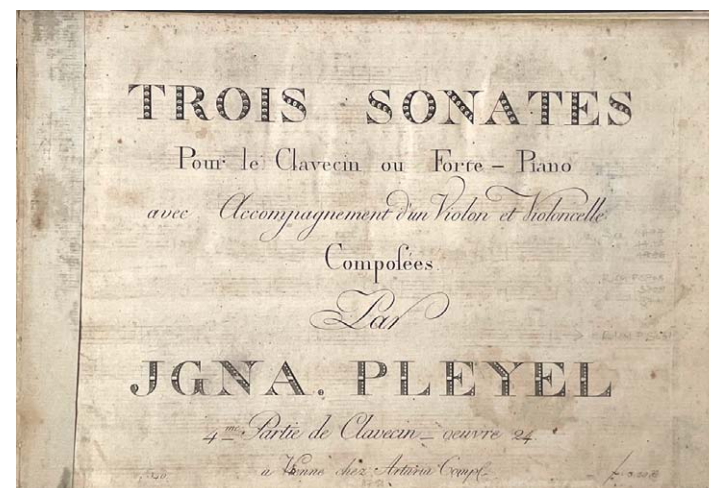 TROIS SONATES
Pour le Clavecin ou Forte – Piano
avec Accompagnement d'un Violon et Violoncelle
Compoſées
Par
JGNA. PLEYEL
4me Partie de Clavecin – oeuvre 24
à Vienne chez Artaria Comp.